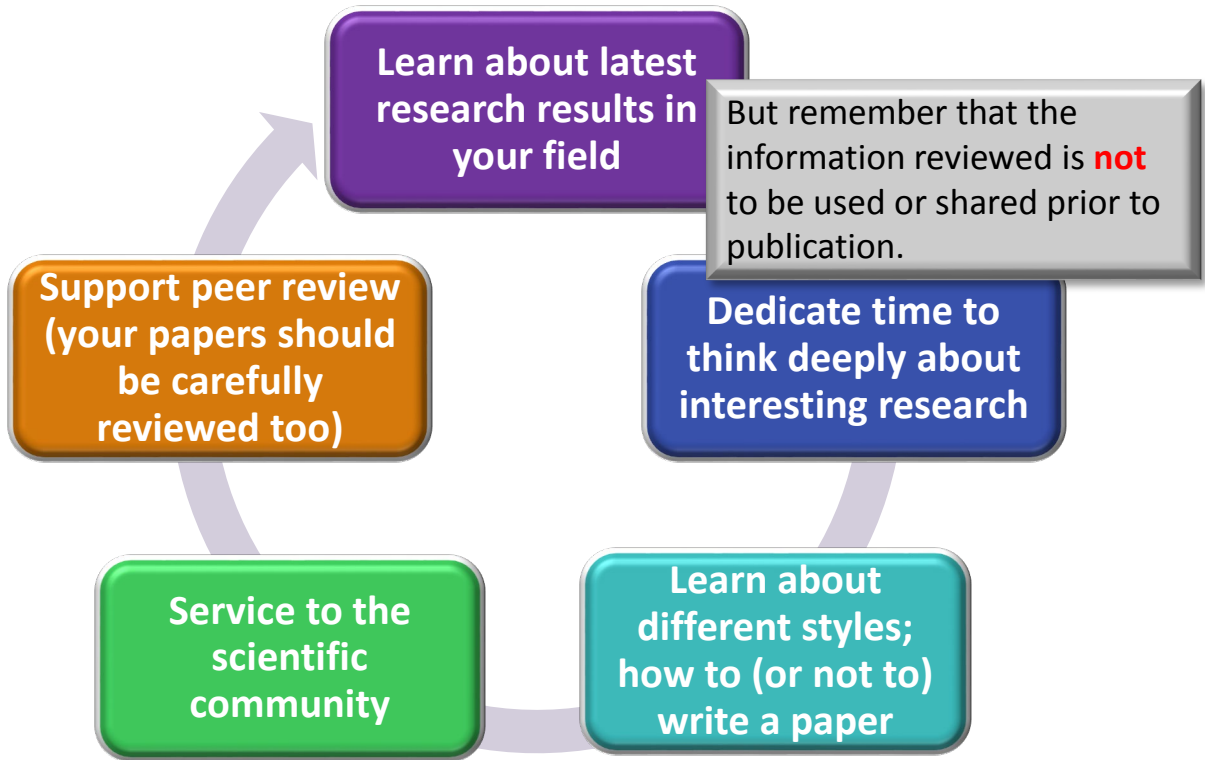 Learn about latest
research results in
your field
But remember that the
information reviewed is not
to be used or shared prior to
publication.
Dedicate time to
think deeply about
interesting research
Learn about
different styles;
how to (or not to)
write a paper
Service to the
scientific
community
Support peer review
(your papers should
be carefully
reviewed too)